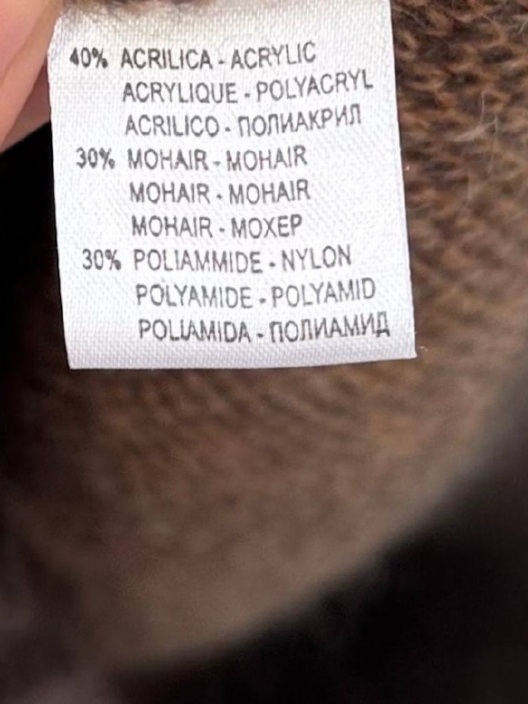 40% ACRILICA - ACRYLIC
ACRYLIQUE - POLYACRYL
ACRILICO - ПОЛИАКРИЛ
30% MOHAIR - MOHAIR
MOHAIR - MOHAIR
MOHAIR - MOXEP
30% POLIAMMIDE - NYLON
POLYAMIDE - POLYAMID
POLIAMIDA - ПОЛИАМИД